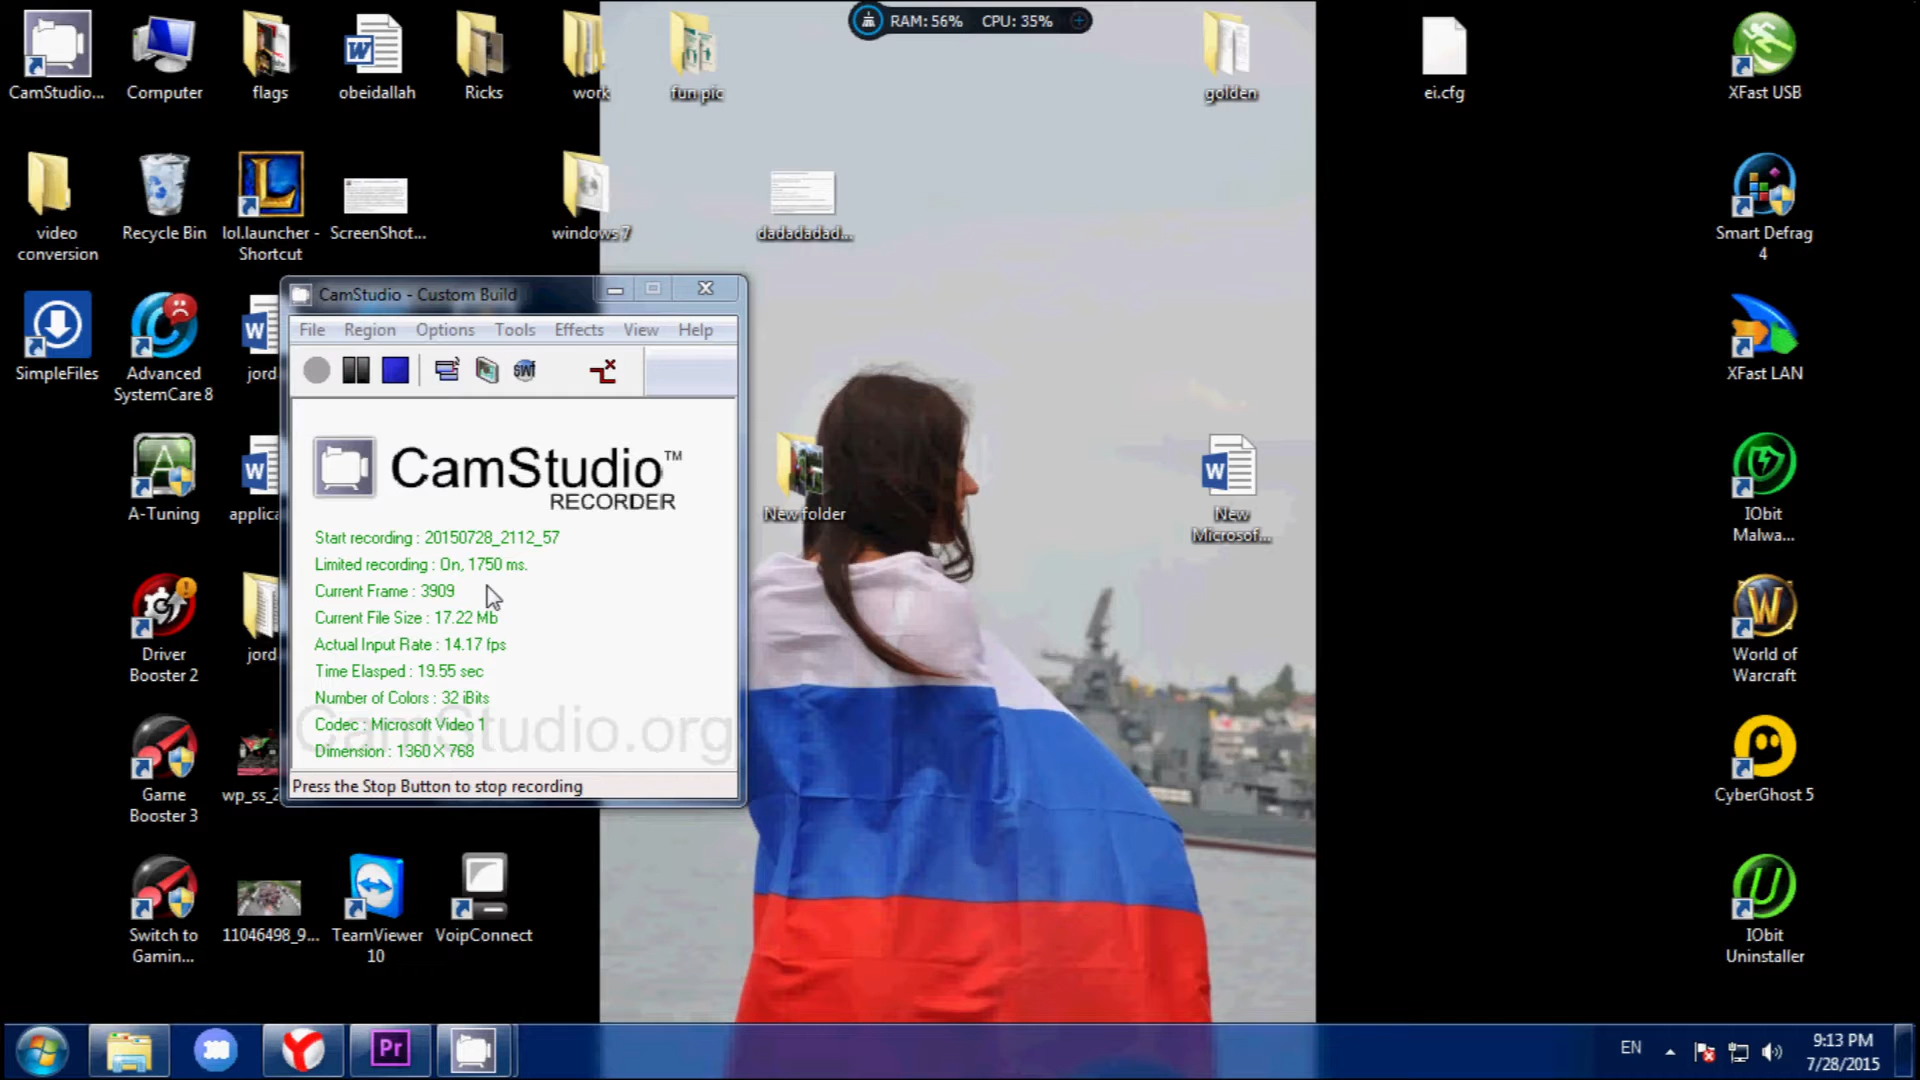 RAM: 56% CPU: 35%
CamStudio...
Computer
flags
obeidallah
Ricks
work
fun pic
golden
ei.cfg
XFast USB
video
conversion
Recycle Bin
lol.launcher -
Shortcut
ScreenShot...
windows 7
dadadadad...
Smart Defrag
4
CamStudio - Custom Build
File Region Options Tools Effects View Help
SWF
SimpleFiles
Advanced
SystemCare 8
jord
XFast LAN
CamStudio™
RECORDER
A-Tuning
applica
New folder
New
Microsof...
IObit
Malwa...
Start recording : 20150728_2112_57
Limited recording : On, 1750 ms.
Current Frame : 3909
Current File Size : 17.22 Mb
Actual Input Rate : 14.17 fps
Time Elasped : 19.55 sec
Number of Colors : 32 iBits
Codec : Microsoft Video 1
Dimension : 1360 X 768
CamStudio.org
Press the Stop Button to stop recording
Driver
Booster 2
jord
World of
Warcraft
Game
Booster 3
wp_ss_2
CyberGhost 5
Switch to
Gamin...
11046498_9...
TeamViewer
10
VoipConnect
IObit
Uninstaller
Pr
EN
9:13 PM
7/28/2015